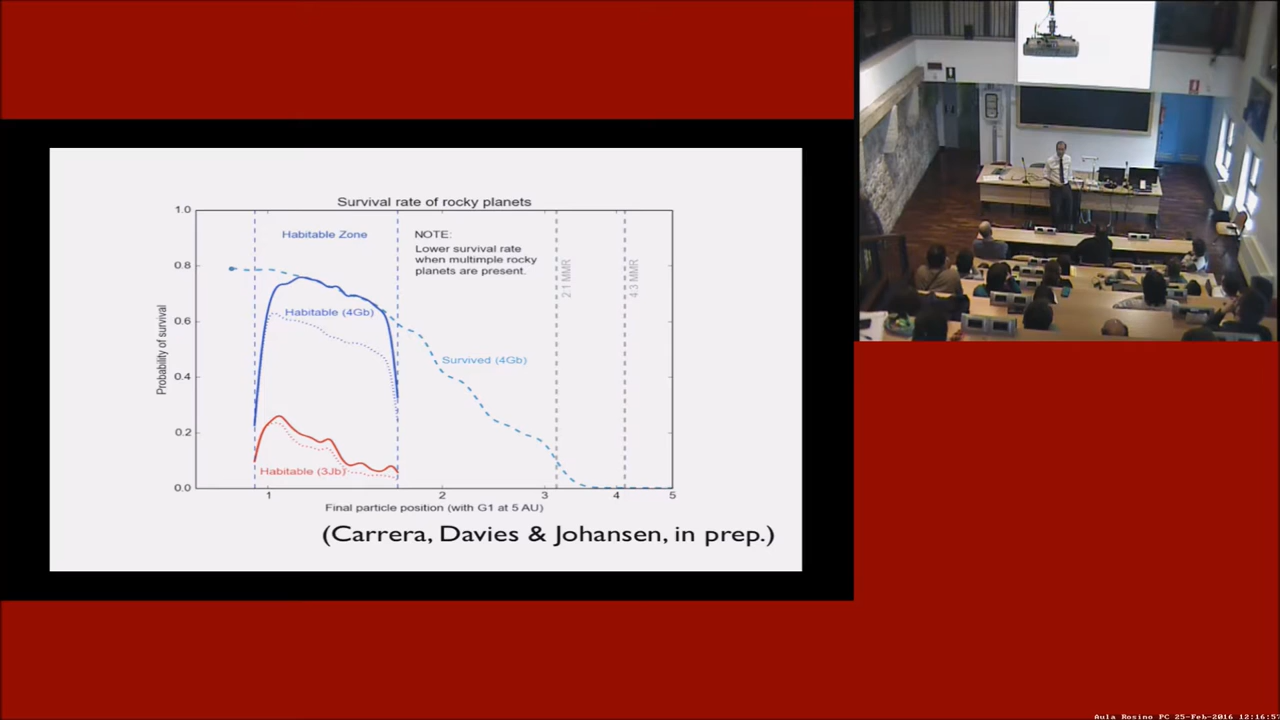 Survival rate of rocky planets
1.0
0.8
0.6
0.4
0.2
0.0
Probability of survival
Habitable Zone
NOTE:
Lower survival rate
when multimple rocky
planets are present.
2:1 MMR
4:3 MMR
Habitable (4Gb)
Survived (4Gb)
Habitable (3Jb)
1
2
3
4
5
Final particle position (with G1 at 5 AU)
(Carrera, Davies & Johansen, in prep.)
Aula Rosino PC 25-Feb-2016 12:16:5